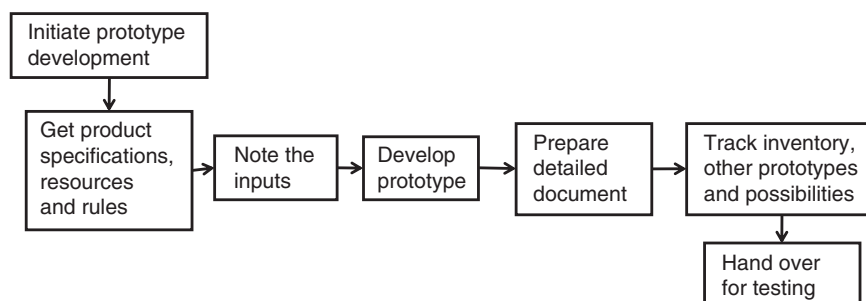 Initiate prototype
development
Get product
specifications,
resources
and rules
Note the
inputs
Develop
prototype
Prepare
detailed
document
Track inventory,
other prototypes
and possibilities
Hand over
for testing